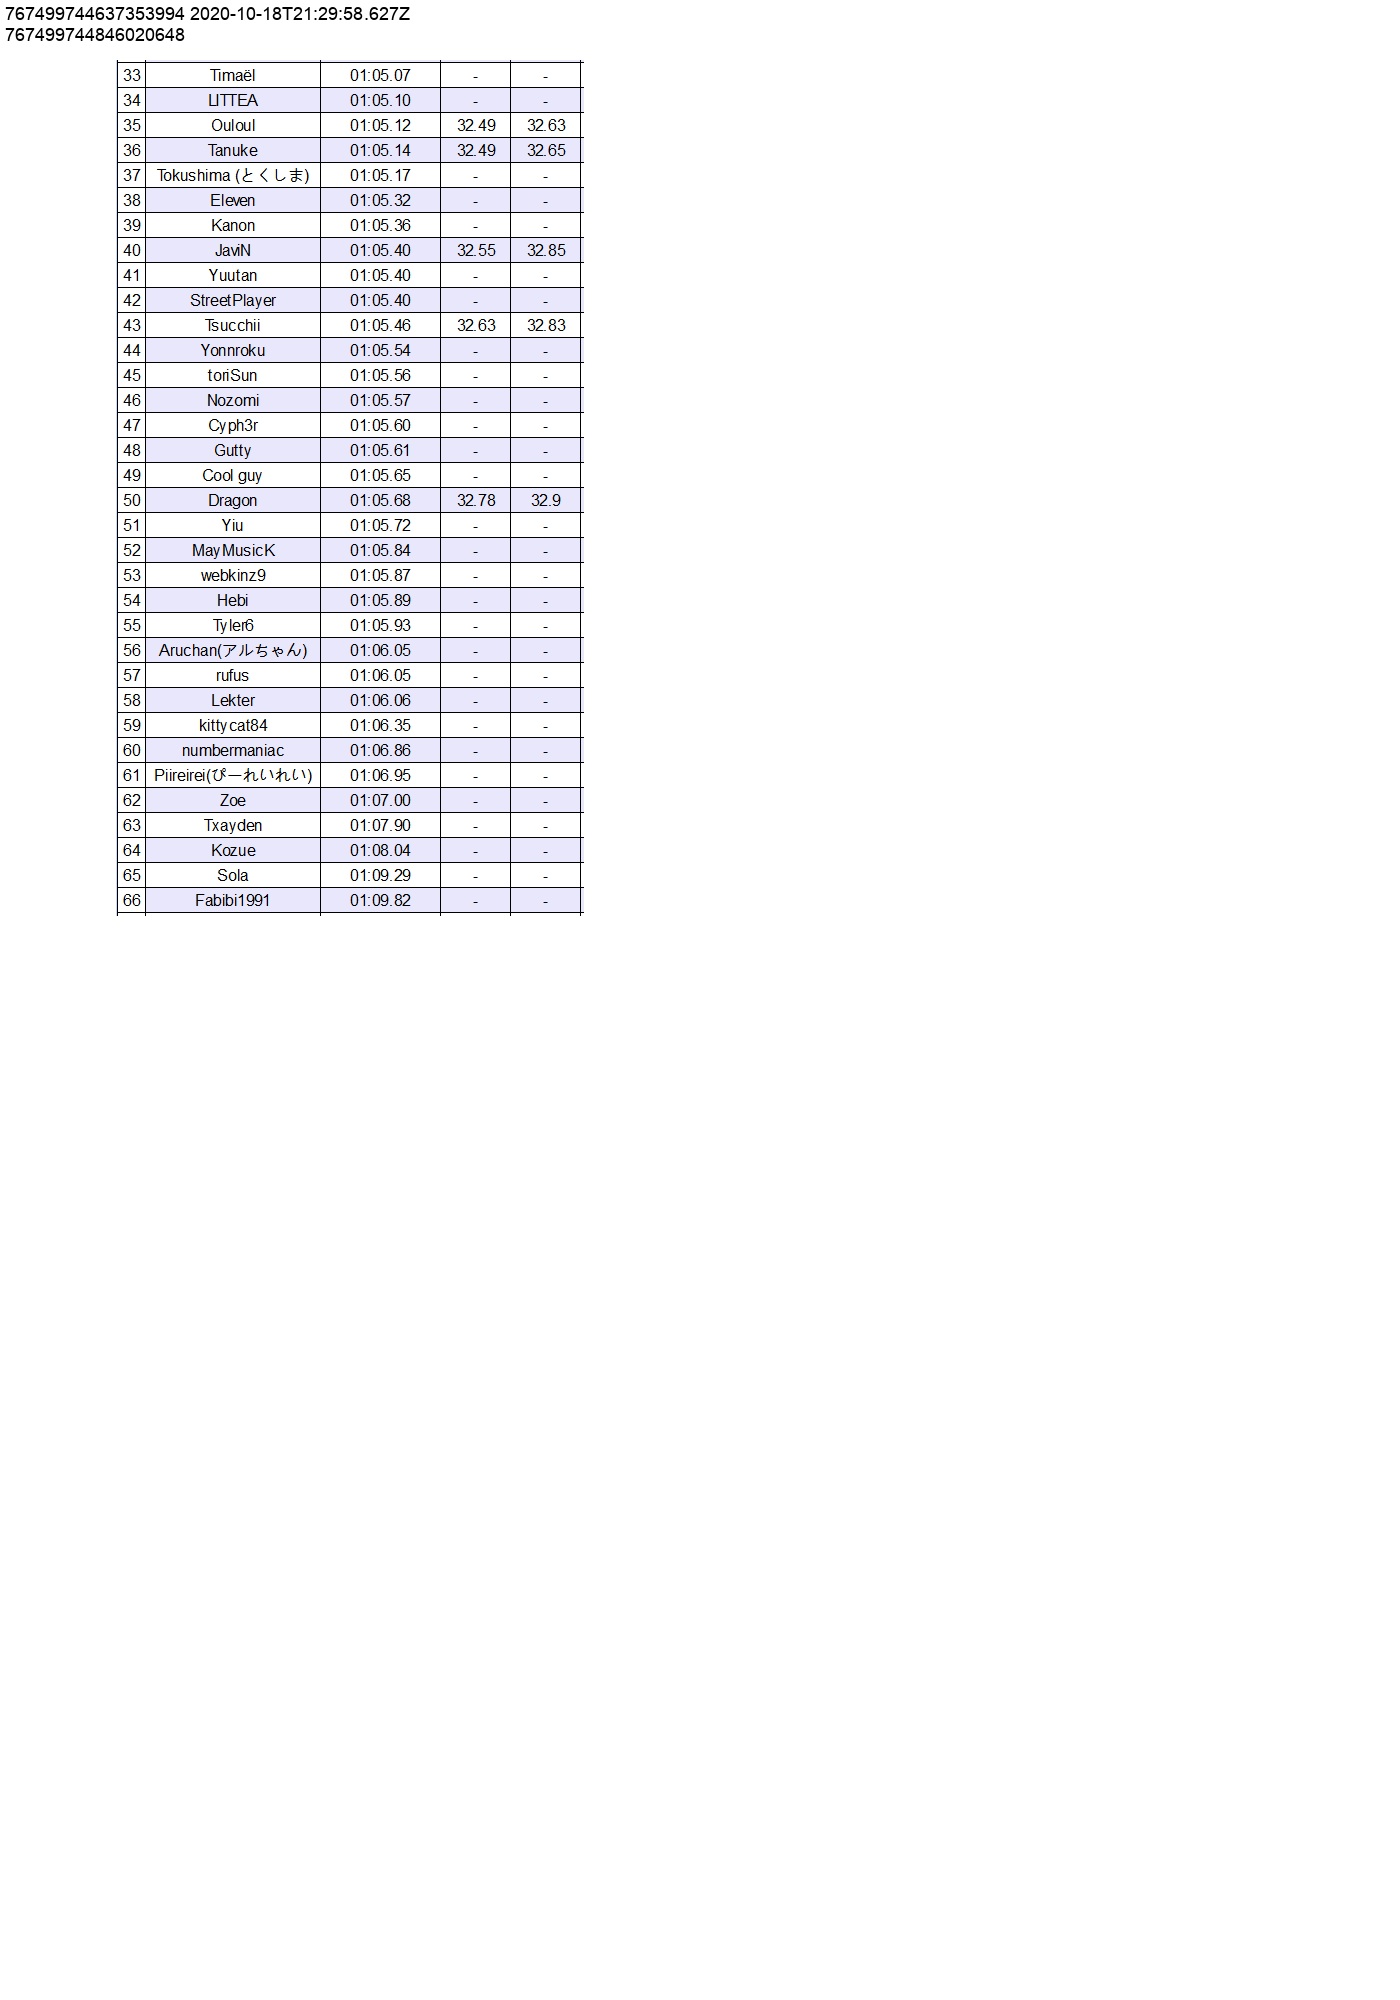 767499744637353994 2020-10-18T21:29:58.627Z
767499744846020648
33 Timaël 01:05.07 - -
34 LITTEA 01:05.10 - -
35 Ouloul 01:05.12 32.49 32.63
36 Tanuke 01:05.14 32.49 32.65
37 Tokushima (とくしま) 01:05.17 - -
38 Eleven 01:05.32 - -
39 Kanon 01:05.36 - -
40 JaviN 01:05.40 32.55 32.85
41 Yuutan 01:05.40 - -
42 StreetPlayer 01:05.40 - -
43 Tsucchii 01:05.46 32.63 32.83
44 Yonnroku 01:05.54 - -
45 toriSun 01:05.56 - -
46 Nozomi 01:05.57 - -
47 Cyph3r 01:05.60 - -
48 Gutty 01:05.61 - -
49 Cool guy 01:05.65 - -
50 Dragon 01:05.68 32.78 32.9
51 Yiu 01:05.72 - -
52 MayMusicK 01:05.84 - -
53 webkinz9 01:05.87 - -
54 Hebi 01:05.89 - -
55 Tyler6 01:05.93 - -
56 Aruchan(アルちゃん) 01:06.05 - -
57 rufus 01:06.05 - -
58 Lekter 01:06.06 - -
59 kittycat84 01:06.35 - -
60 numbermaniac 01:06.86 - -
61 Piireirei(ぴーれいれい) 01:06.95 - -
62 Zoe 01:07.00 - -
63 Txayden 01:07.90 - -
64 Kozue 01:08.04 - -
65 Sola 01:09.29 - -
66 Fabibi1991 01:09.82 - -